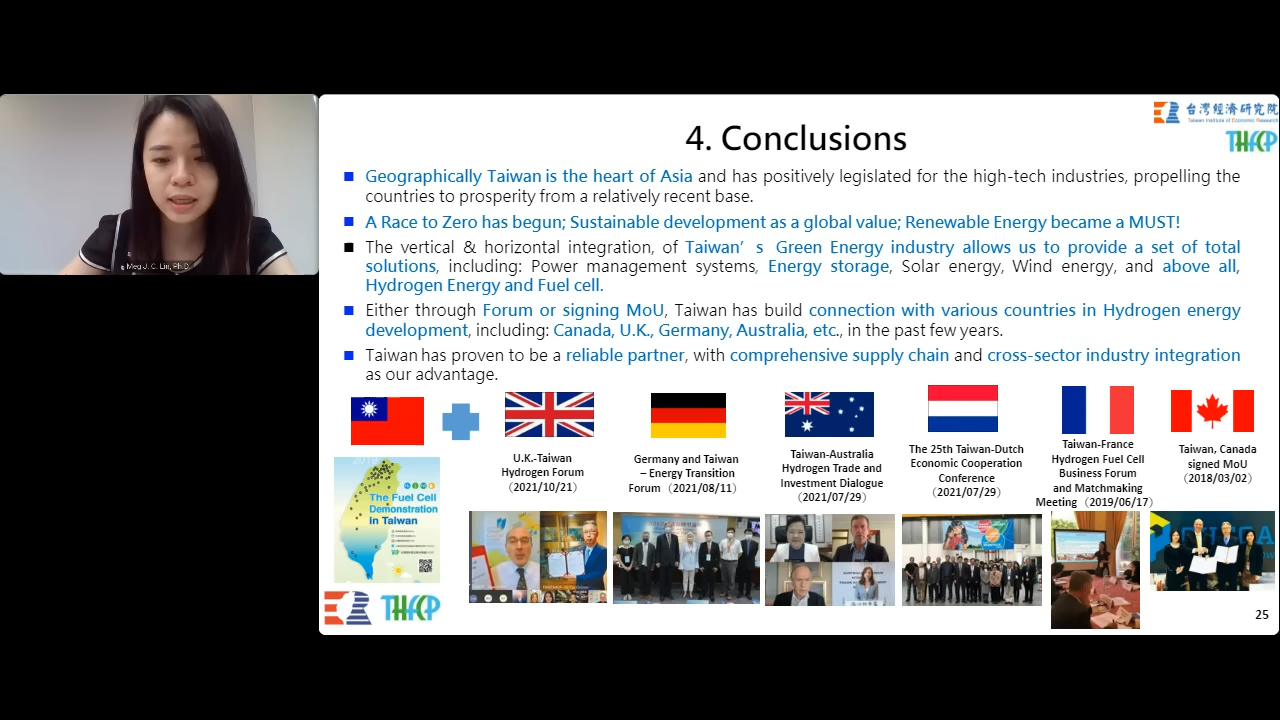 台灣經濟研究院
Taiwan Institute of Economic Research
THFCP
4. Conclusions
Geographically Taiwan is the heart of Asia and has positively legislated for the high-tech industries, propelling the
countries to prosperity from a relatively recent base.
A Race to Zero has begun; Sustainable development as a global value; Renewable Energy became a MUST!
The vertical & horizontal integration, of Taiwan’s Green Energy industry allows us to provide a set of total
solutions, including: Power management systems, Energy storage, Solar energy, Wind energy, and above all,
Hydrogen Energy and Fuel cell.
Either through Forum or signing MoU, Taiwan has build connection with various countries in Hydrogen energy
development, including: Canada, U.K., Germany, Australia, etc., in the past few years.
Taiwan has proven to be a reliable partner, with comprehensive supply chain and cross-sector industry integration
as our advantage.
U.K.-Taiwan
Hydrogen Forum
（2021/10/21）
Germany and Taiwan
– Energy Transition
Forum（2021/08/11）
Taiwan-Australia
Hydrogen Trade and
Investment Dialogue
（2021/07/29）
The 25th Taiwan-Dutch
Economic Cooperation
Conference
（2021/07/29）
Taiwan-France
Hydrogen Fuel Cell
Business Forum
and Matchmaking
Meeting（2019/06/17）
Taiwan, Canada
signed MoU
（2018/03/02）
The Fuel Cell
Demonstration
in Taiwan
THFCP
25
Meg J. C. Lin, Ph.D.